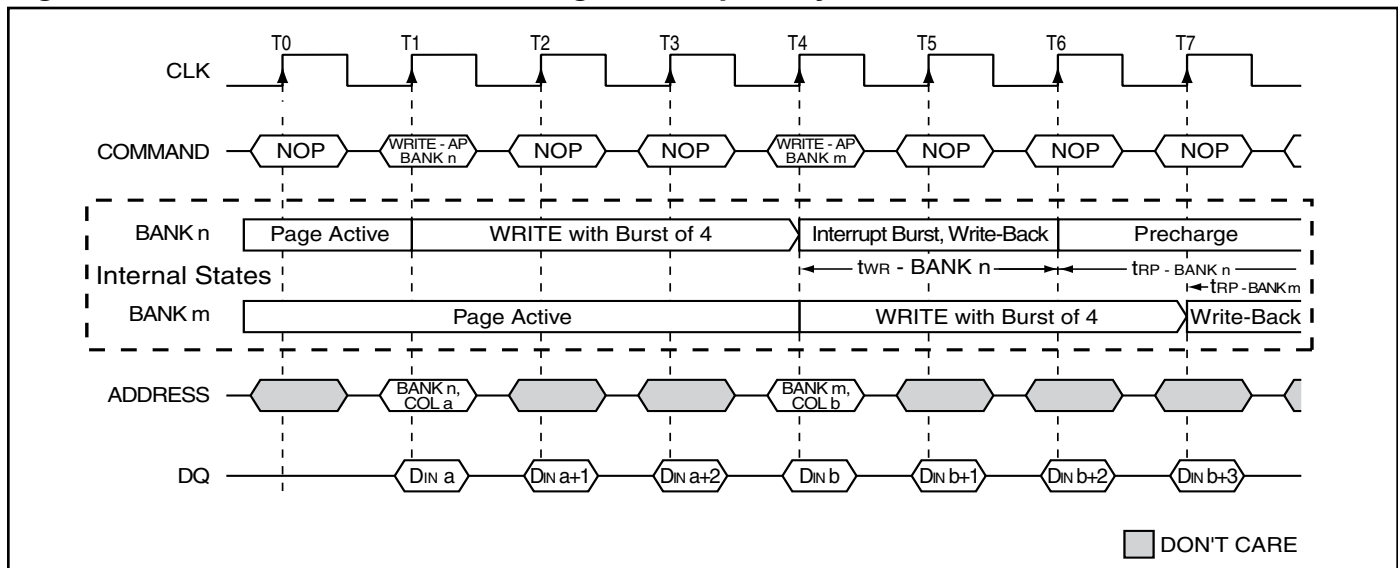 T0 T1 T2 T3 T4 T5 T6 T7
CLK
COMMAND NOP WRITE - AP BANK n NOP NOP WRITE - AP BANK m NOP NOP NOP
BANK n Page Active WRITE with Burst of 4 Interrupt Burst, Write-Back Precharge
Internal States tWR - BANK n tRP - BANK n
tRP - BANK m
BANK m Page Active WRITE with Burst of 4 Write-Back
ADDRESS BANK n, COL a BANK m, COL b
DQ DIN a DIN a+1 DIN a+2 DIN b DIN b+1 DIN b+2 DIN b+3
DON'T CARE